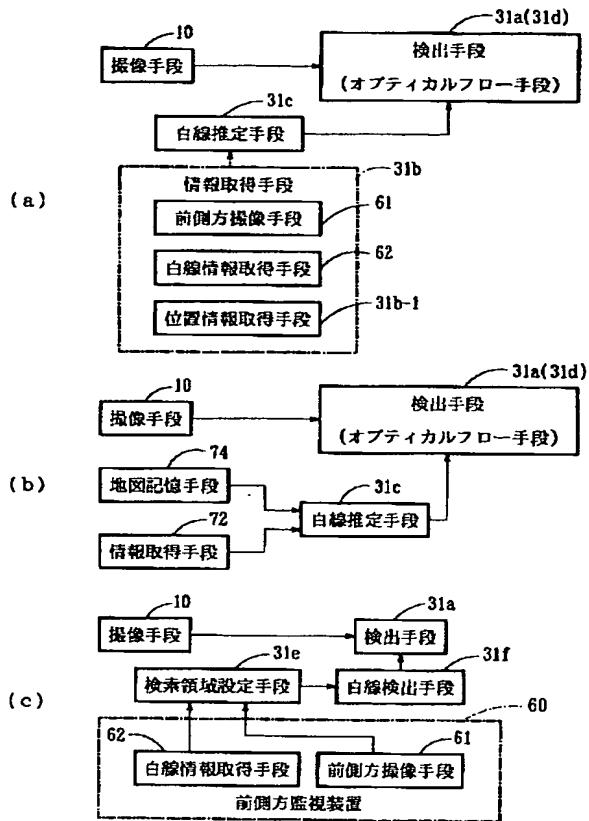 31a(31d)
10
撮像手段
検出手段
(オプティカルフロー手段)
31c
白線推定手段
31b
(a)
情報取得手段
61
前側方撮像手段
62
白線情報取得手段
31b-1
位置情報取得手段
31a(31d)
10
撮像手段
検出手段
(オプティカルフロー手段)
74
(b)
地図記憶手段
31c
白線推定手段
72
情報取得手段
10
31a
撮像手段
検出手段
31e
31f
(c)
検索領域設定手段
白線検出手段
60
62
61
白線情報取得手段
前側方撮像手段
前側方監視装置